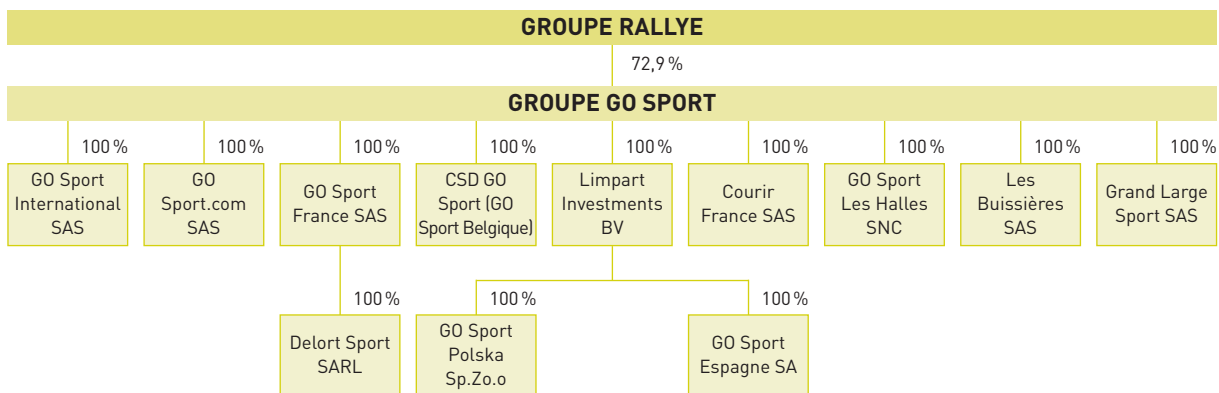 GROUPE RALLYE
72,9 %
GROUPE GO SPORT
100 % 100 % 100 % 100 % 100 % 100 % 100 % 100 % 100 %
GO Sport
International
SAS
GO
Sport.com
SAS
GO Sport
France SAS
CSD GO
Sport (GO
Sport Belgique)
Limpart
Investments
BV
Courir
France SAS
GO Sport
Les Halles
SNC
Les
Buissières
SAS
Grand Large
Sport SAS
100 % 100 % 100 %
Delort Sport
SARL
GO Sport
Polska
Sp.Zo.o
GO Sport
Espagne SA